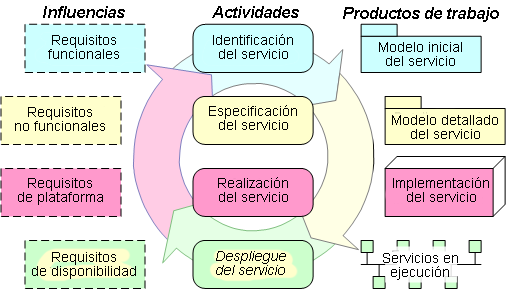 Influencias Actividades Productos de trabajo
Requisitos
funcionales
Identificación
del servicio
Modelo inicial
del servicio
Requisitos
no funcionales
Especificación
del servicio
Modelo detallado
del servicio
Requisitos
de plataforma
Realización
del servicio
Implementación
del servicio
Requisitos
de disponibilidad
Despliegue
del servicio
Servicios en
ejecución